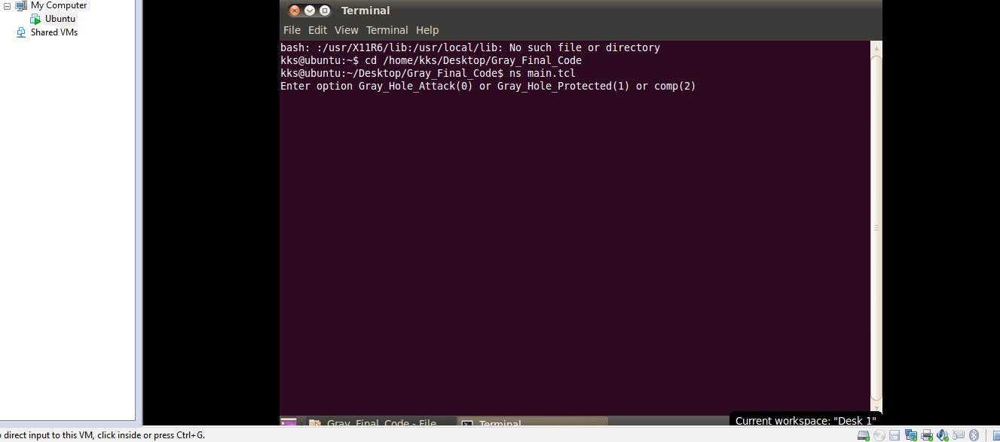 My Computer
Ubuntu
Shared VMs
Terminal
File Edit View Terminal Help
bash: :/usr/X11R6/lib:/usr/local/lib: No such file or directory
kks@ubuntu:~$ cd /home/kks/Desktop/Gray_Final_Code
kks@ubuntu:~/Desktop/Gray_Final_Code$ ns main.tcl
Enter option Gray_Hole_Attack(0) or Gray_Hole_Protected(1) or comp(2)
Gray_Final_Code - File
Terminal
Current workspace: "Desk 1"
direct input to this VM, click inside or press Ctrl+G.